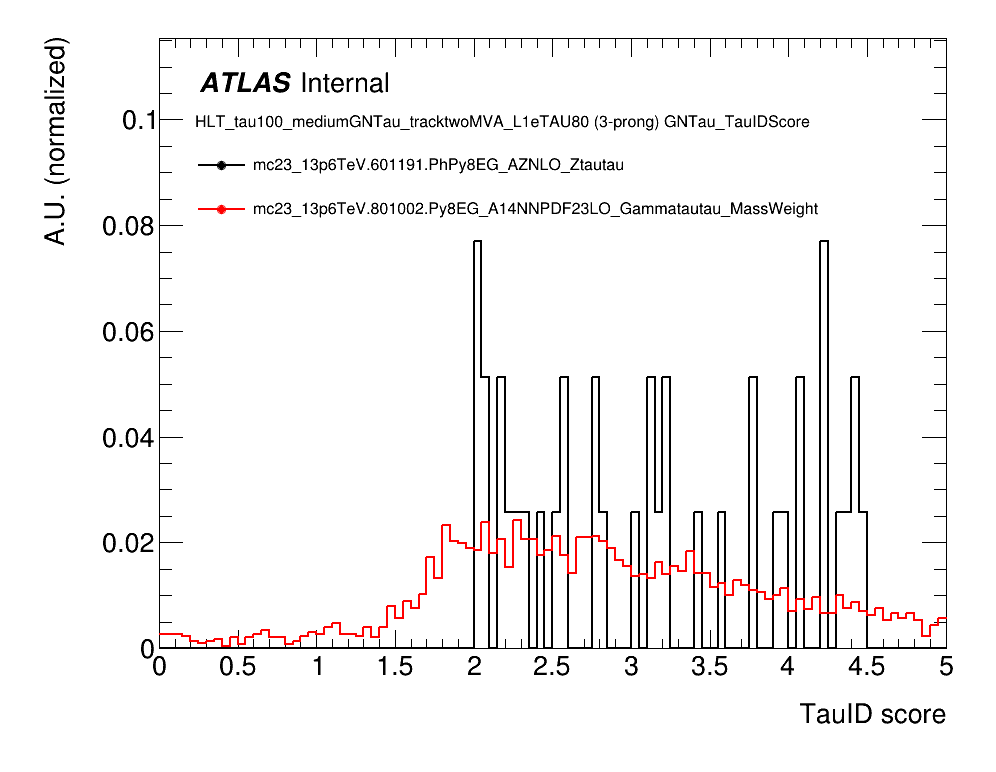 A.U. (normalized)
ATLAS Internal
HLT_tau100_mediumGNTau_tracktwoMVA_L1eTAU80 (3-prong) GNTau_TauIDScore
mc23_13p6TeV.601191.PhPy8EG_AZNLO_Ztautau
mc23_13p6TeV.801002.Py8EG_A14NNPDF23LO_Gammatautau_MassWeight
0.1
0.08
0.06
0.04
0.02
0
0 0.5 1 1.5 2 2.5 3 3.5 4 4.5 5
TauID score